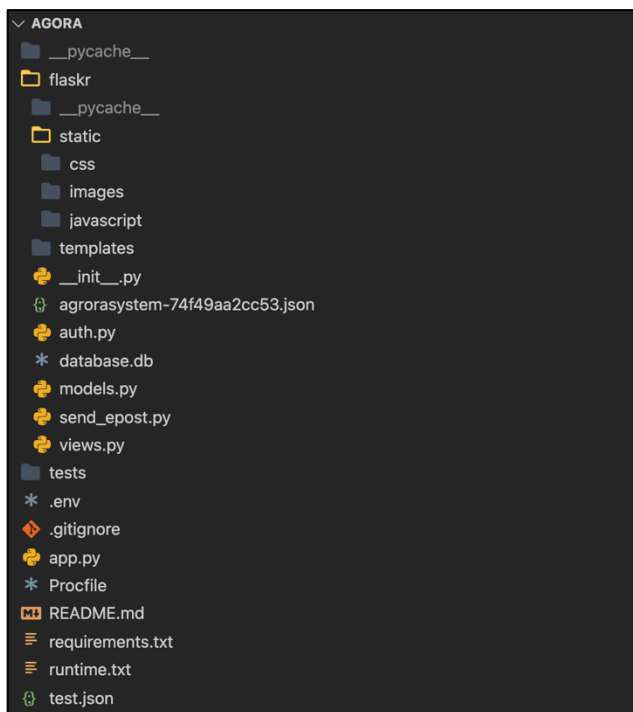 AGORA
__pycache__
flaskr
__pycache__
static
css
images
javascript
templates
__init__.py
agrorasystem-74f49aa2cc53.json
auth.py
database.db
models.py
send_epost.py
views.py
tests
.env
.gitignore
app.py
Procfile
README.md
requirements.txt
runtime.txt
test.json